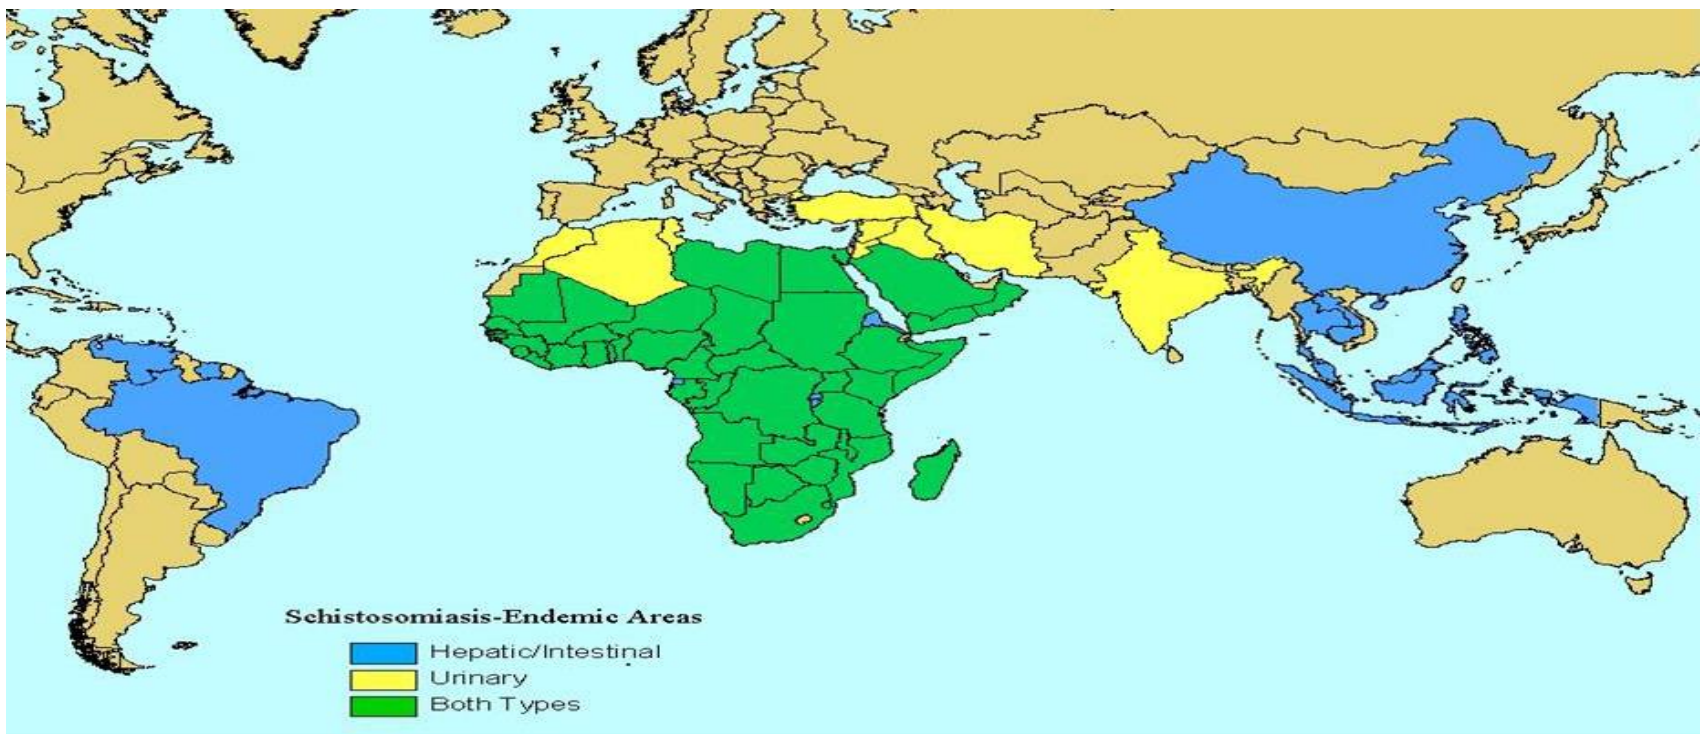 Schistosomiasis-Endemic Areas
Hepatic/Intestinal
Urinary
Both Types